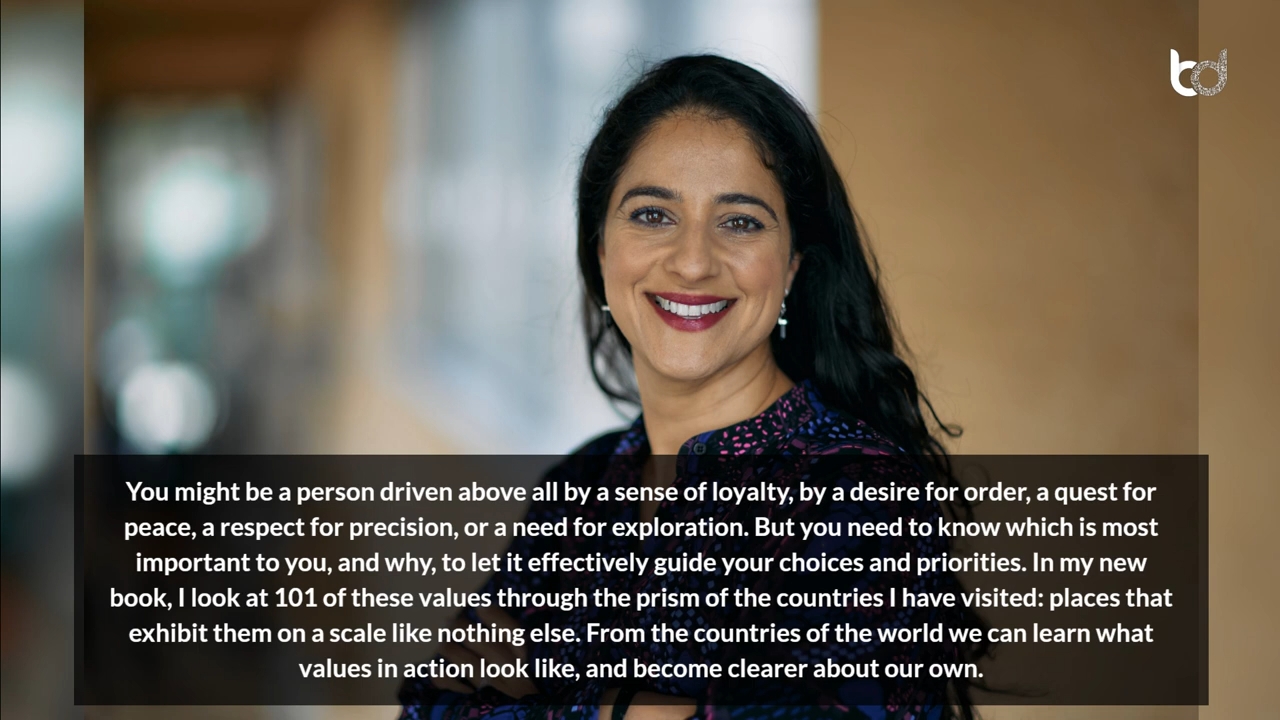 bd
You might be a person driven above all by a sense of loyalty, by a desire for order, a quest for
peace, a respect for precision, or a need for exploration. But you need to know which is most
important to you, and why, to let it effectively guide your choices and priorities. In my new
book, I look at 101 of these values through the prism of the countries I have visited: places that
exhibit them on a scale like nothing else. From the countries of the world we can learn what
values in action look like, and become clearer about our own.